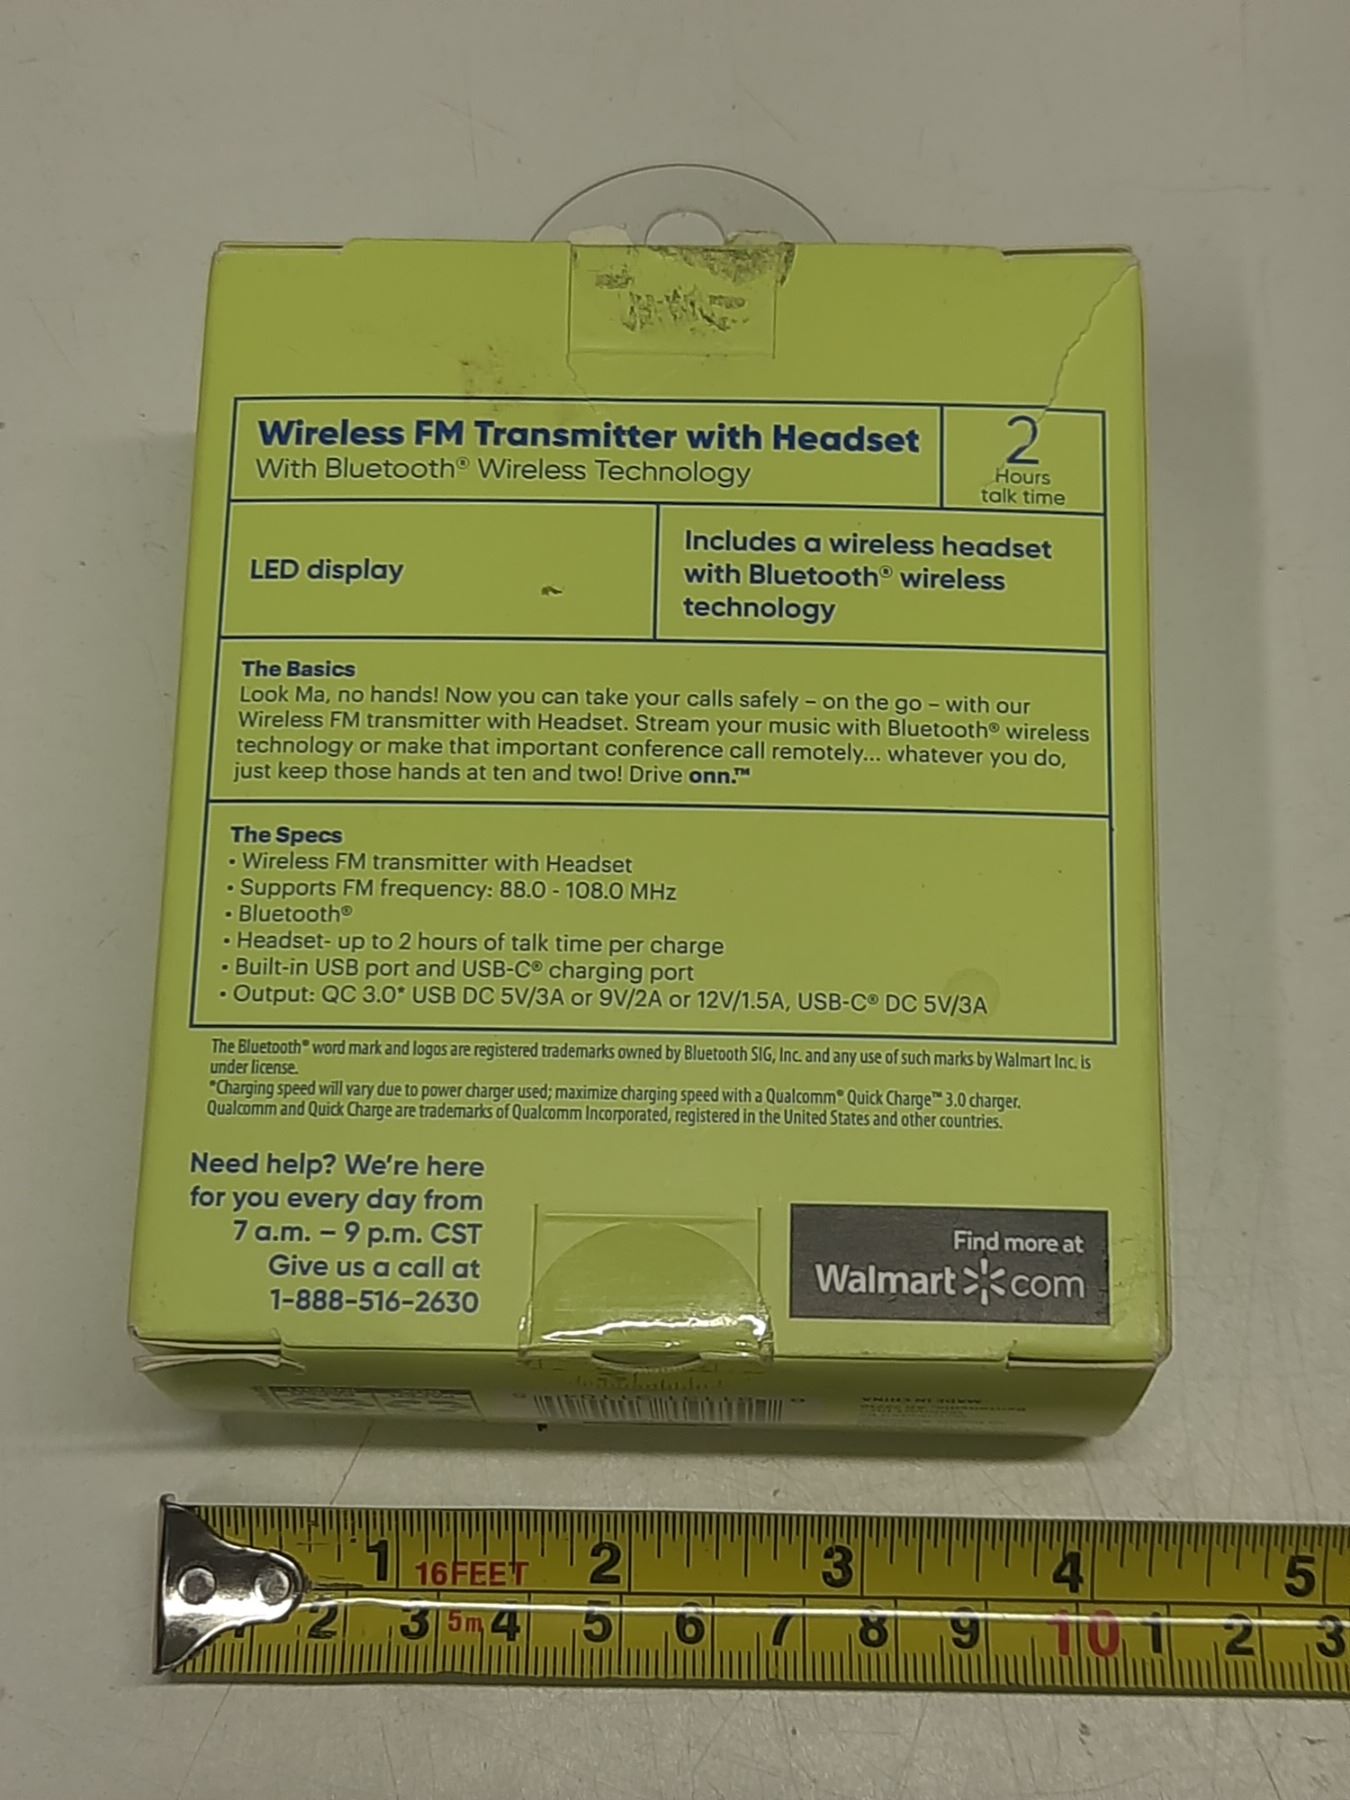 Wireless FM Transmitter with Headset
With Bluetooth® Wireless Technology
2
Hours
talk time
LED display
Includes a wireless headset
with Bluetooth® wireless
technology
The Basics
Look Ma, no hands! Now you can take your calls safely – on the go – with our
Wireless FM transmitter with Headset. Stream your music with Bluetooth® wireless
technology or make that important conference call remotely... whatever you do,
just keep those hands at ten and two! Drive onn.™
The Specs
• Wireless FM transmitter with Headset
• Supports FM frequency: 88.0 - 108.0 MHz
• Bluetooth®
• Headset- up to 2 hours of talk time per charge
• Built-in USB port and USB-C® charging port
• Output: QC 3.0* USB DC 5V/3A or 9V/2A or 12V/1.5A, USB-C® DC 5V/3A
The Bluetooth® word mark and logos are registered trademarks owned by Bluetooth SIG, Inc. and any use of such marks by Walmart Inc. is
under license.
*Charging speed will vary due to power charger used; maximize charging speed with a Qualcomm® Quick Charge™ 3.0 charger.
Qualcomm and Quick Charge are trademarks of Qualcomm Incorporated, registered in the United States and other countries.
Need help? We're here
for you every day from
7 a.m. – 9 p.m. CST
Give us a call at
1-888-516-2630
Find more at
Walmart com
MADE IN CHINA
1 16FEET 2 3 4 5
1 2 3 5m 4 5 6 7 8 9 10 1 2 3